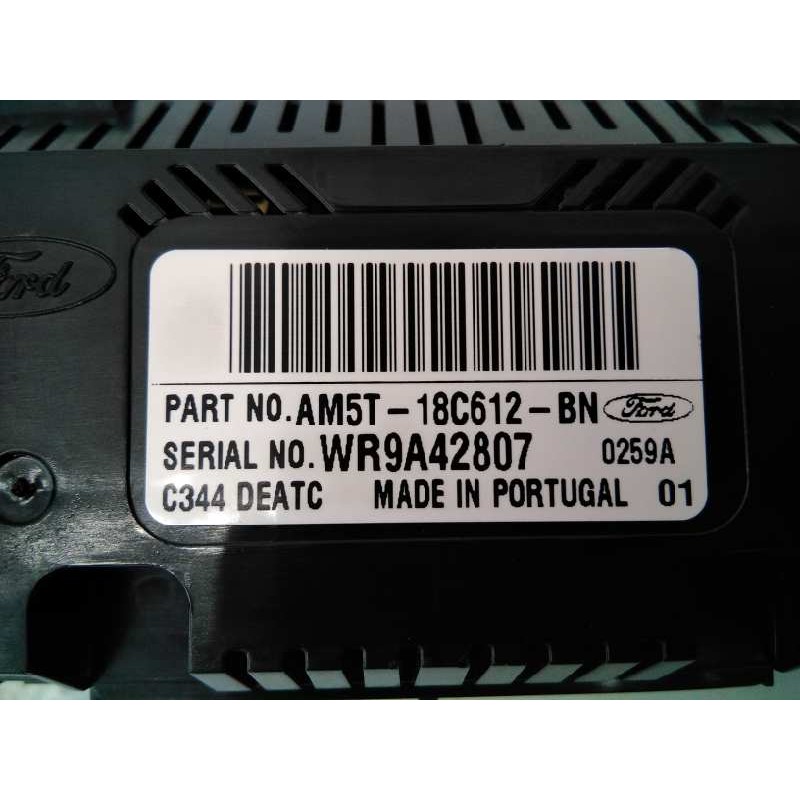 Ford
PART NO. AM5T-18C612-BN Ford
SERIAL NO. WR9A42807 0259A
C344 DEATC MADE IN PORTUGAL 01